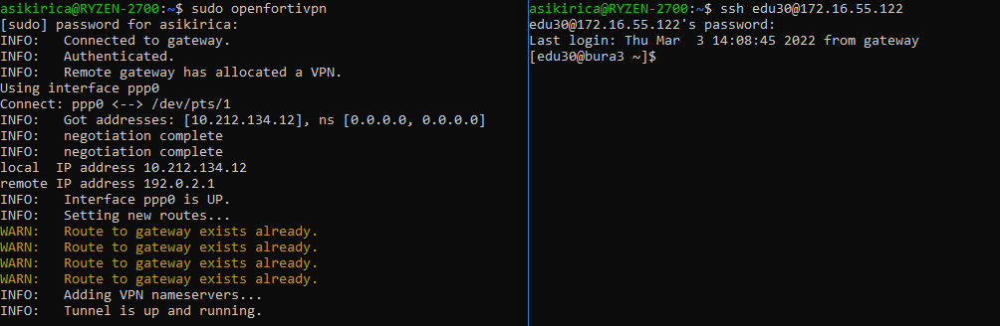 asikirica@RYZEN-2700:~$ sudo openfortivpn
[sudo] password for asikirica:
INFO:   Connected to gateway.
INFO:   Authenticated.
INFO:   Remote gateway has allocated a VPN.
Using interface ppp0
Connect: ppp0 <--> /dev/pts/1
INFO:   Got addresses: [10.212.134.12], ns [0.0.0.0, 0.0.0.0]
INFO:   negotiation complete
INFO:   negotiation complete
local  IP address 10.212.134.12
remote IP address 192.0.2.1
INFO:   Interface ppp0 is UP.
INFO:   Setting new routes...
WARN:   Route to gateway exists already.
WARN:   Route to gateway exists already.
WARN:   Route to gateway exists already.
WARN:   Route to gateway exists already.
INFO:   Adding VPN nameservers...
INFO:   Tunnel is up and running.
asikirica@RYZEN-2700:~$ ssh edu30@172.16.55.122
edu30@172.16.55.122's password:
Last login: Thu Mar  3 14:08:45 2022 from gateway
[edu30@bura3 ~]$